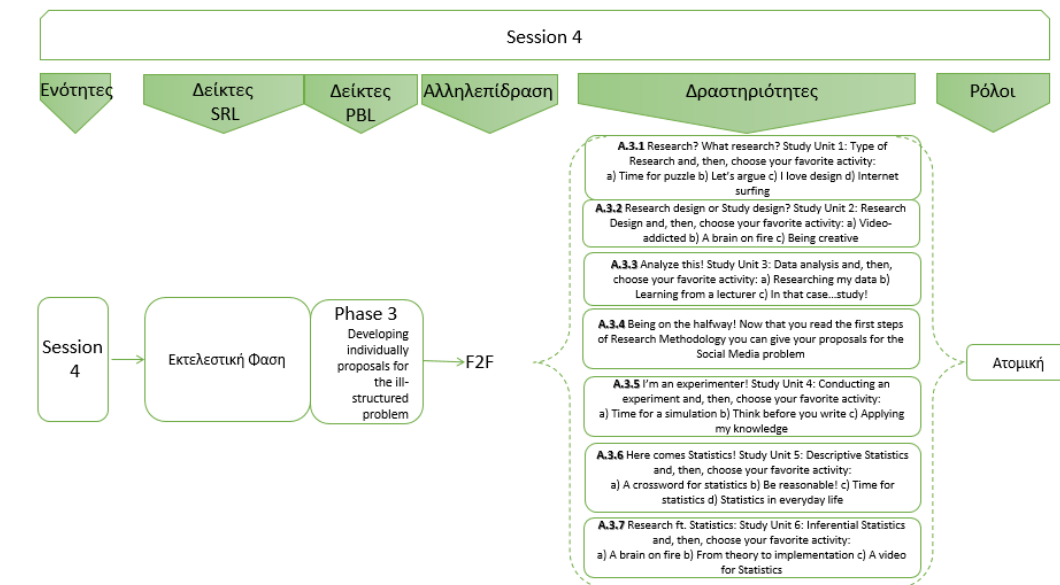 Session 4
Ενότητες
Δείκτες
SRL
Δείκτες
PBL
Αλληλεπίδραση
Δραστηριότητες
Ρόλοι
Session
4
Εκτελεστική Φαση
Phase 3
Developing
individually
proposals for
the ill-
structured
problem
F2F
A.3.1 Research? What research? Study Unit 1: Type of
Research and, then, choose your favorite activity:
a) Time for puzzle b) Let’s argue c) I love design d) Internet
surfing
A.3.2 Research design or Study design? Study Unit 2: Research
Design and, then, choose your favorite activity: a) Video-
addicted b) A brain on fire c) Being creative
A.3.3 Analyze this! Study Unit 3: Data analysis and, then,
choose your favorite activity: a) Researching my data b)
Learning from a lecturer c) In that case...study!
A.3.4 Being on the halfway! Now that you read the first steps
of Research Methodology you can give your proposals for the
Social Media problem
A.3.5 I’m an experimenter! Study Unit 4: Conducting an
experiment and, then, choose your favorite activity:
a) Time for a simulation b) Think before you write c) Applying
my knowledge
A.3.6 Here comes Statistics! Study Unit 5: Descriptive Statistics
and, then, choose your favorite activity:
a) A crossword for statistics b) Be reasonable! c) Time for
statistics d) Statistics in everyday life
A.3.7 Research ft. Statistics: Study Unit 6: Inferential Statistics
and, then, choose your favorite activity:
a) A brain on fire b) From theory to implementation c) A video
for Statistics
Ατομική